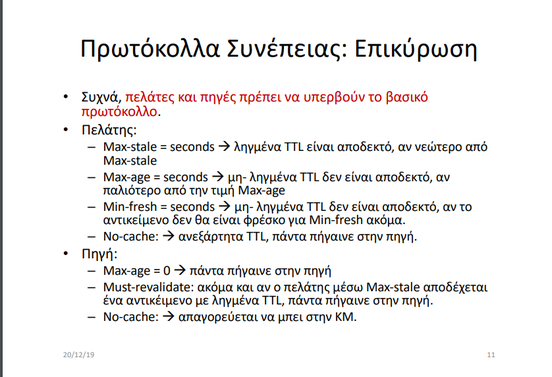 Πρωτόκολλα Συνέπειας: Επικύρωση
• Συχνά, πελάτες και πηγές πρέπει να υπερβούν το βασικό
πρωτόκολλο.
• Πελάτης:
– Max-stale = seconds → ληγμένα TTL είναι αποδεκτό, αν νεώτερο από
Max-stale
– Max-age = seconds → μη- ληγμένα TTL δεν είναι αποδεκτό, αν
παλιότερο από την τιμή Max-age
– Min-fresh = seconds → μη- ληγμένα TTL δεν είναι αποδεκτό, αν το
αντικείμενο δεν θα είναι φρέσκο για Min-fresh ακόμα.
– No-cache: → ανεξάρτητα TTL, πάντα πήγαινε στην πηγή.
• Πηγή:
– Max-age = 0 → πάντα πήγαινε στην πηγή
– Must-revalidate: ακόμα και αν ο πελάτης μέσω Max-stale αποδέχεται
ένα αντικείμενο με ληγμένα TTL, πάντα πήγαινε στην πηγή.
– No-cache: → απαγορεύεται να μπει στην ΚΜ.
20/12/19
11